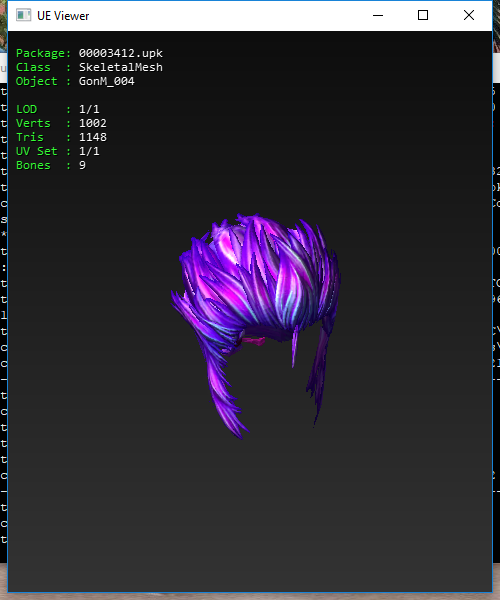 UE Viewer
Package: 00003412.upk
Class : SkeletalMesh
Object : GonM_004
LOD : 1/1
Verts : 1002
Tris : 1148
UV Set : 1/1
Bones : 9